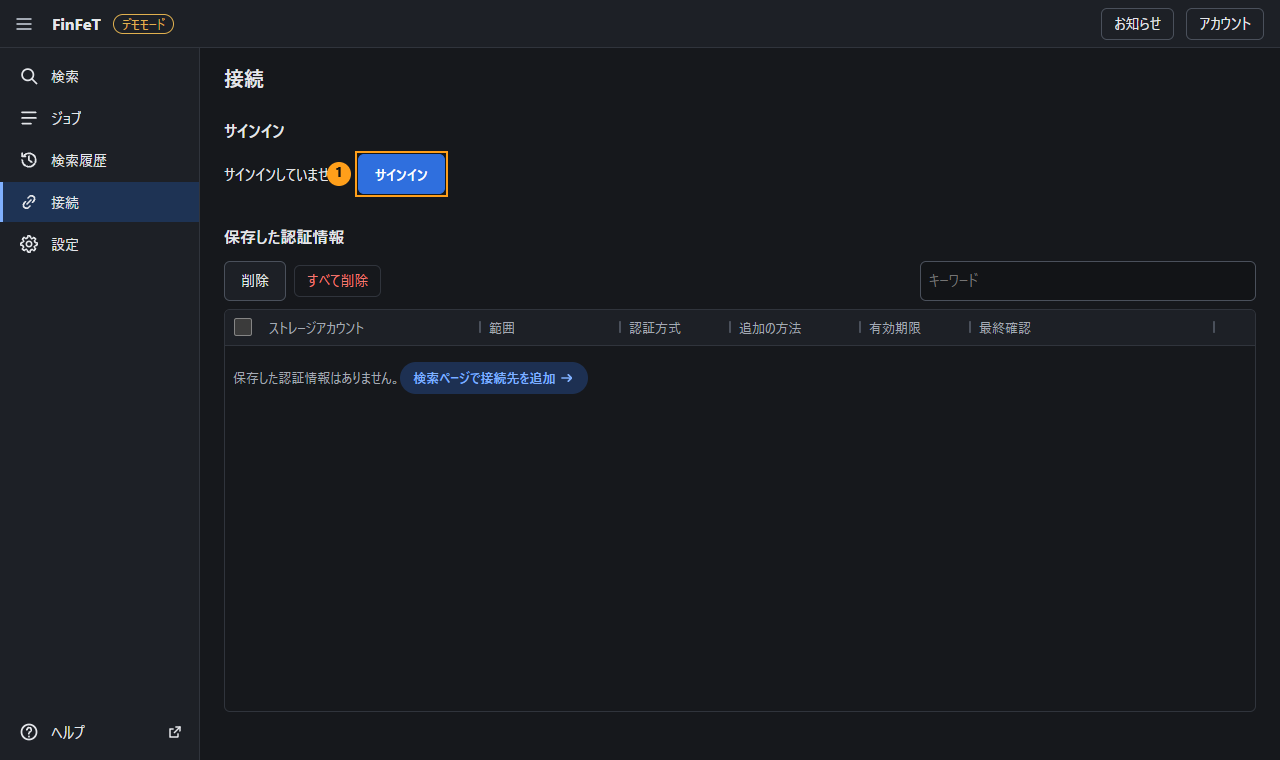 FinFeT デモモード お知らせ アカウント
検索
ジョブ
検索履歴
接続
設定
ヘルプ
接続
サインイン
サインインしていませ 1 サインイン
保存した認証情報
削除 すべて削除 キーワード
ストレージアカウント 範囲 認証方式 追加の方法 有効期限 最終確認
保存した認証情報はありません。 検索ページで接続先を追加 →